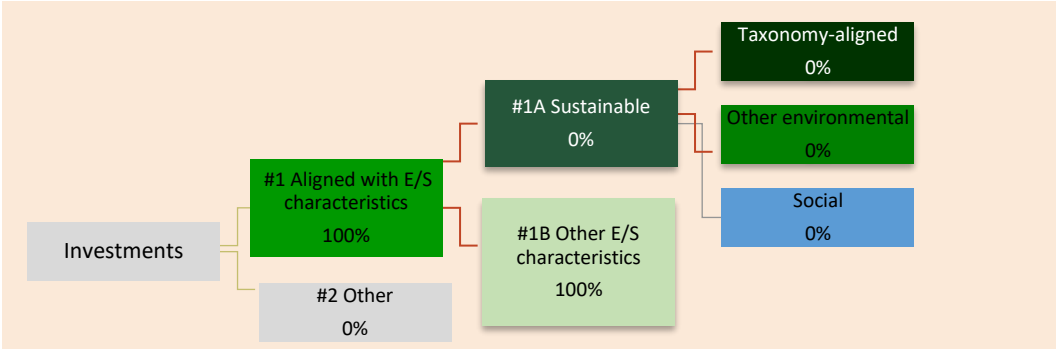 Investments
#1 Aligned with E/S
characteristics
100%
#2 Other
0%
#1A Sustainable
0%
#1B Other E/S
characteristics
100%
Taxonomy-aligned
0%
Other environmental
0%
Social
0%